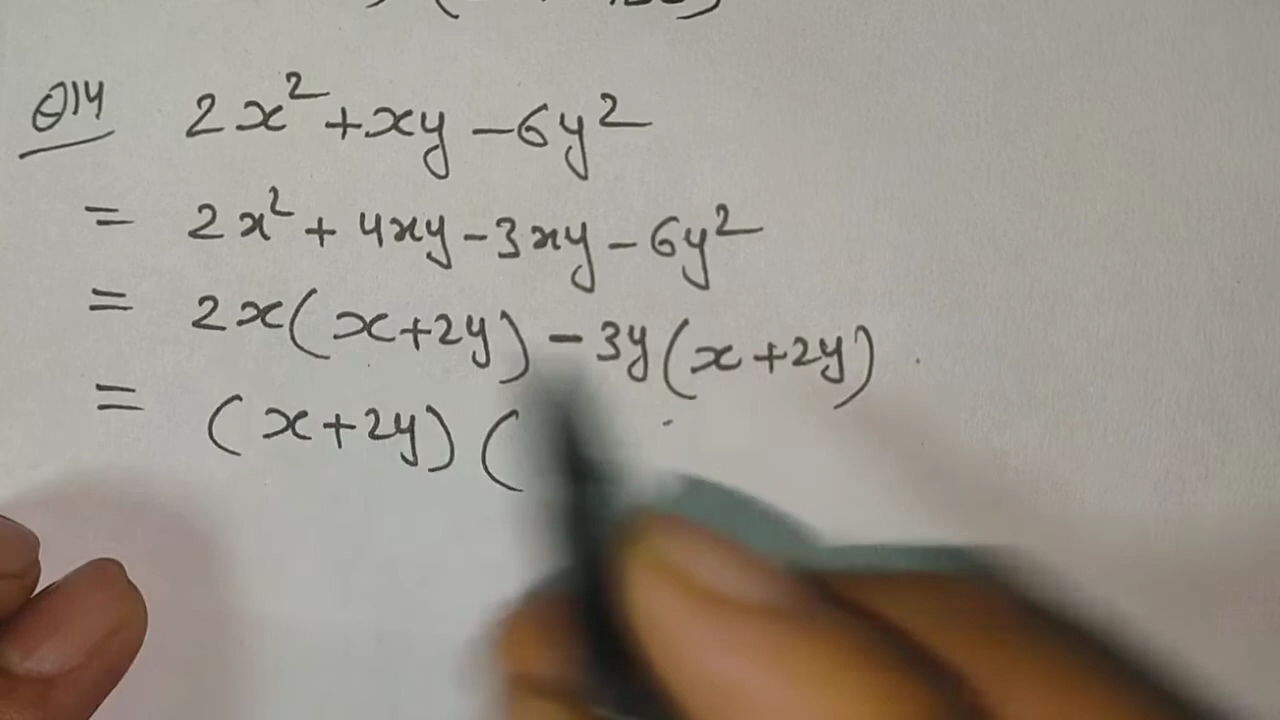 Q14 2x² + xy - 6y²
= 2x² + 4xy - 3xy - 6y²
= 2x(x+2y) - 3y(x+2y)
= (x+2y)(